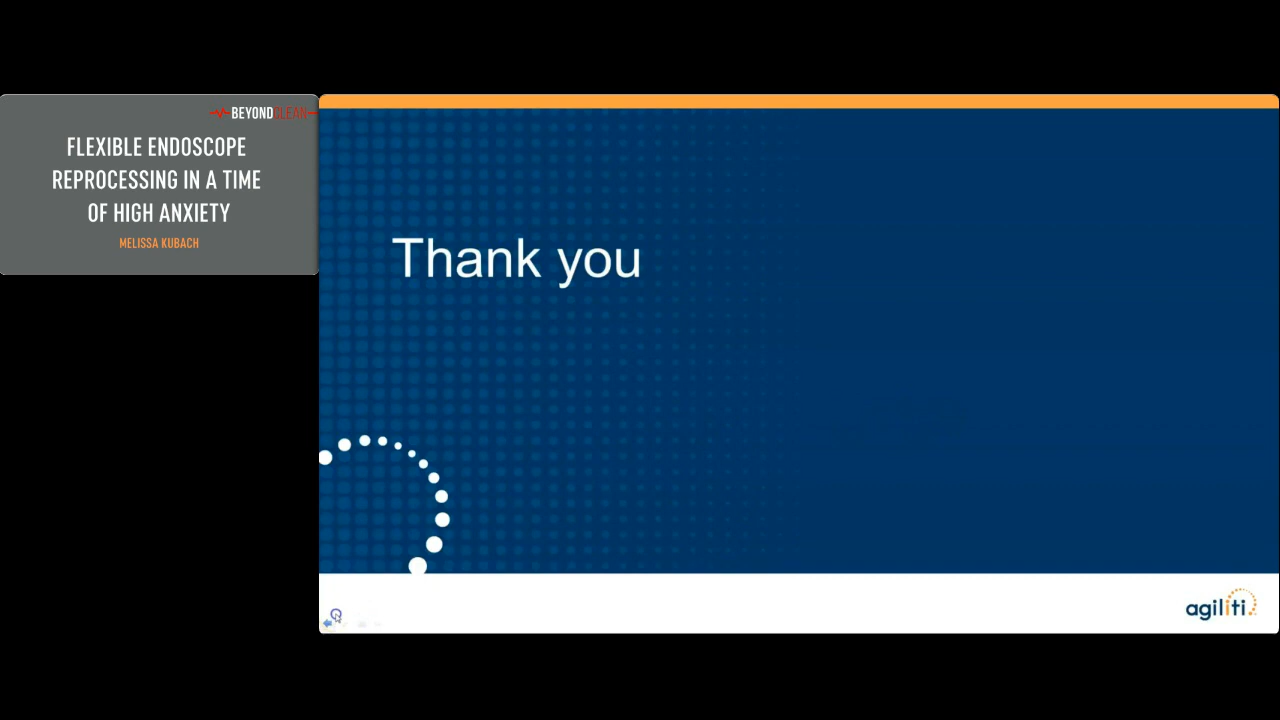 BEYONDCLEAN
FLEXIBLE ENDOSCOPE
REPROCESSING IN A TIME
OF HIGH ANXIETY
MELISSA KUBACH
Thank you
agiliti